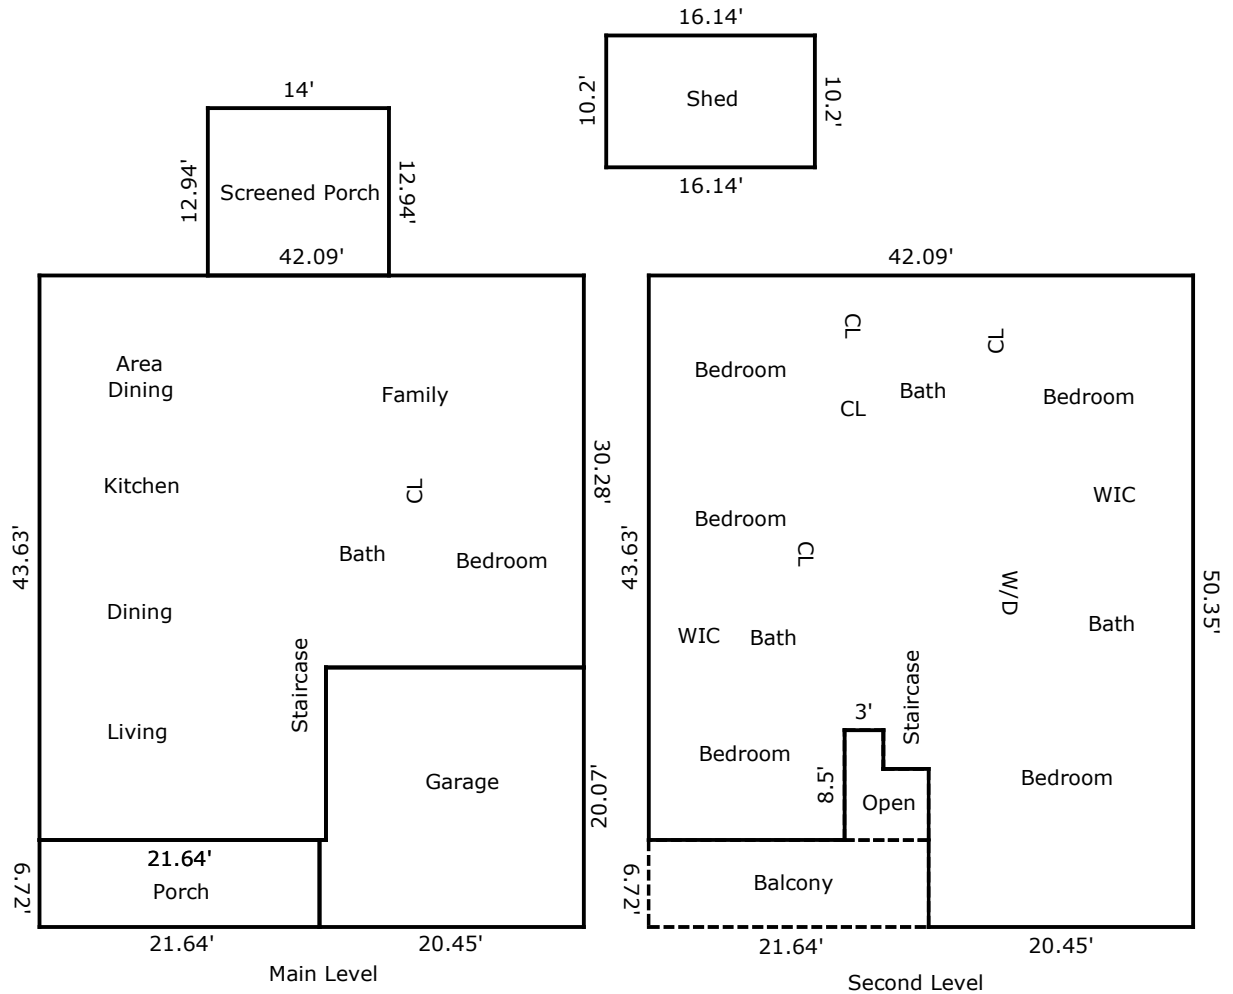 16.14'
10.2'
Shed
10.2'
16.14'
14'
12.94'
Screened Porch
12.94'
42.09'
Area
Dining
Family
Kitchen
CL
30.28'
43.63'
Bath
Bedroom
Dining
Staircase
Living
Garage
20.07'
21.64'
Porch
6.72'
21.64'
20.45'
Main Level
42.09'
CL
CL
Bedroom
Bath
Bedroom
CL
WIC
Bedroom
CL
43.63'
W/D
50.35'
WIC
Bath
Bath
Staircase
3'
Bedroom
8.5'
Open
Bedroom
Balcony
6.72'
21.64'
20.45'
Second Level